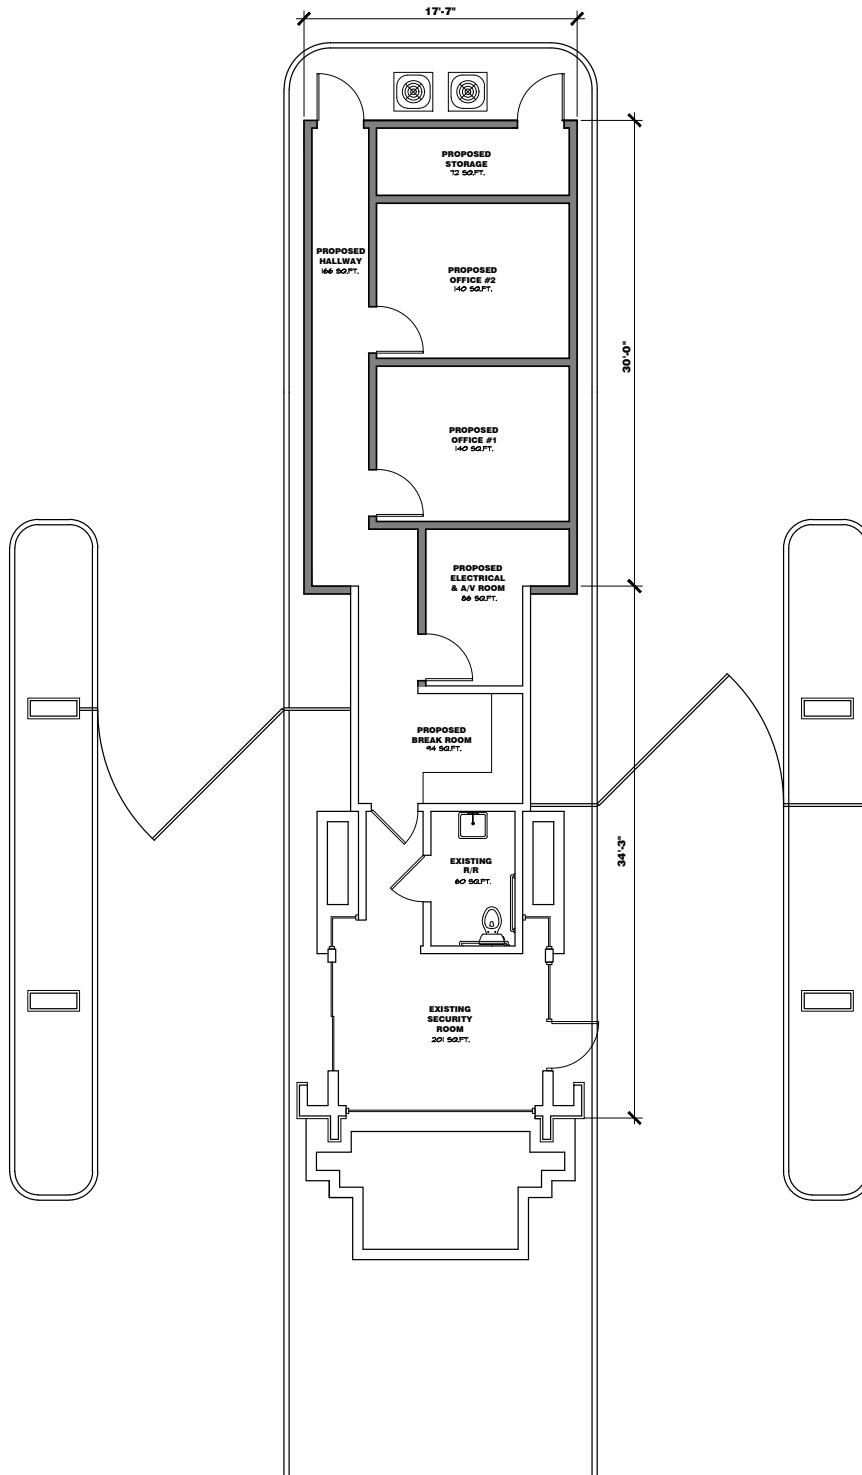 17'-7"
PROPOSED
STORAGE
72 SQ.FT.
PROPOSED
HALLWAY
166 SQ.FT.
PROPOSED
OFFICE #2
140 SQ.FT.
30'-0"
PROPOSED
OFFICE #1
140 SQ.FT.
PROPOSED
ELECTRICAL
& A/V ROOM
86 SQ.FT.
PROPOSED
BREAK ROOM
94 SQ.FT.
34'-3"
EXISTING
R/R
60 SQ.FT.
EXISTING
SECURITY
ROOM
201 SQ.FT.